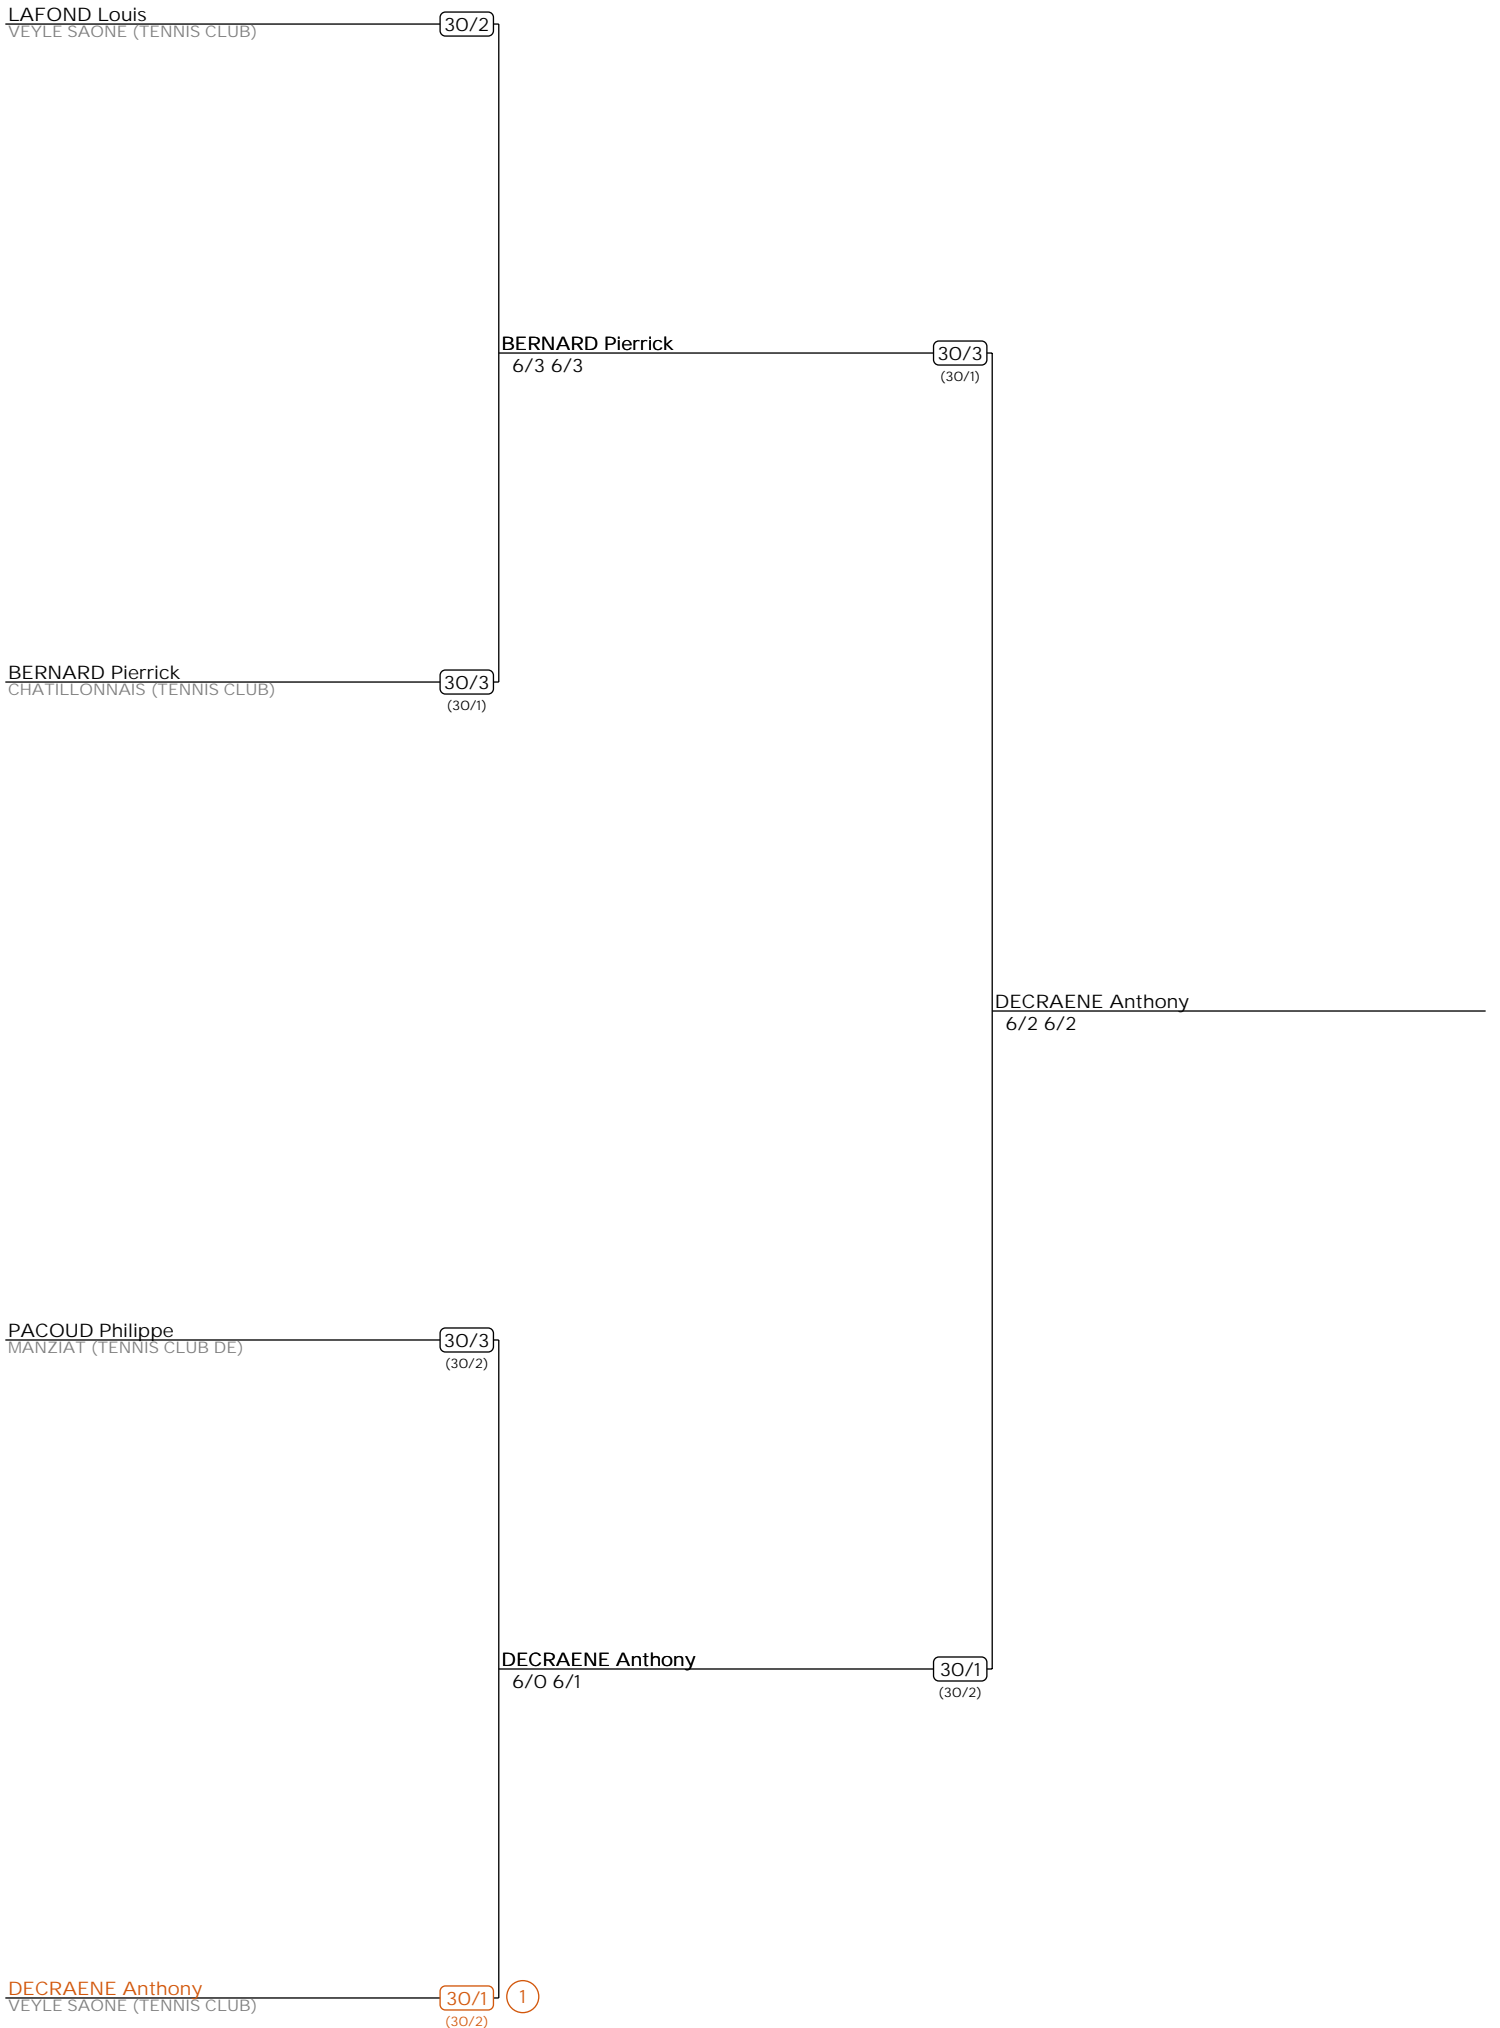 LAFOND Louis
30/2
VEYLE SAONE (TENNIS CLUB)
BERNARD Pierrick
6/3 6/3
30/3
(30/1)
BERNARD Pierrick
30/3
CHATILLONNAIS (TENNIS CLUB)
(30/1)
DECRAENE Anthony
6/2 6/2
PACOUD Philippe
30/3
MANZIAT (TENNIS CLUB DE)
(30/2)
DECRAENE Anthony
6/0 6/1
30/1
(30/2)
DECRAENE Anthony
30/1
1
VEYLE SAONE (TENNIS CLUB)
(30/2)